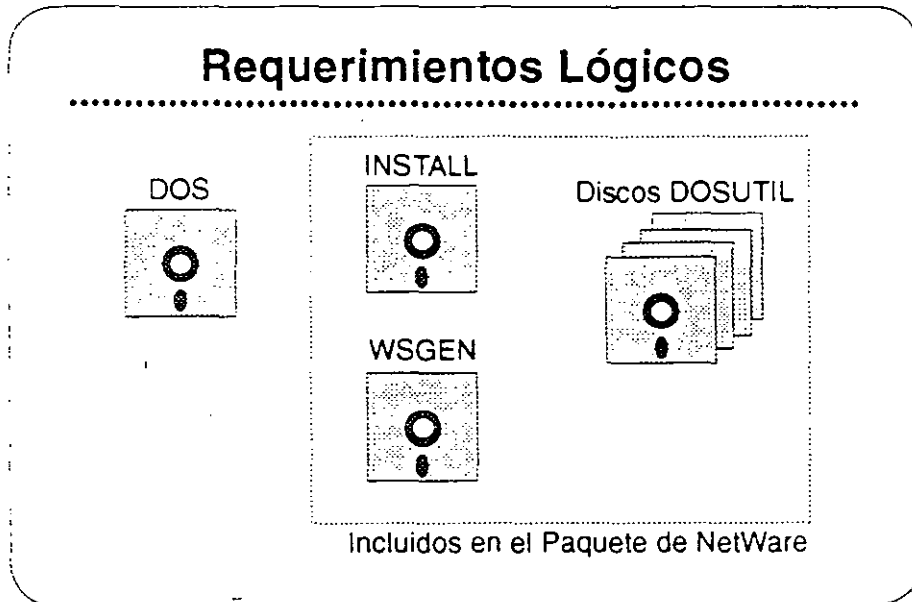 Requerimientos Lógicos
DOS
INSTALL
Discos DOSUTIL
WSGEN
Incluidos en el Paquete de NetWare